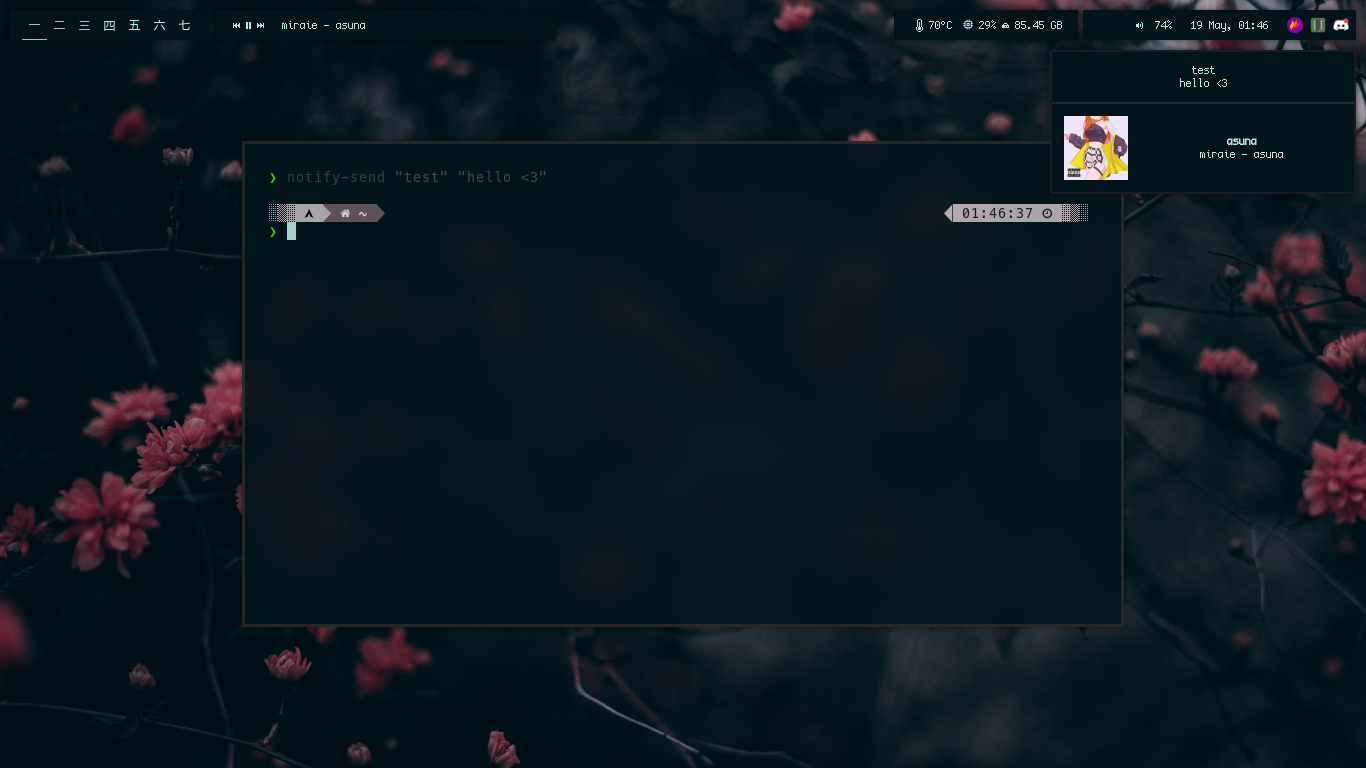 一 二 三 四 五 六 七
miraie - asuna
70°C 29% 85.45 GB
74% 19 May, 01:46
test
hello <3
asuna
miraie - asuna
❯ notify-send "test" "hello <3"
~
01:46:37
❯